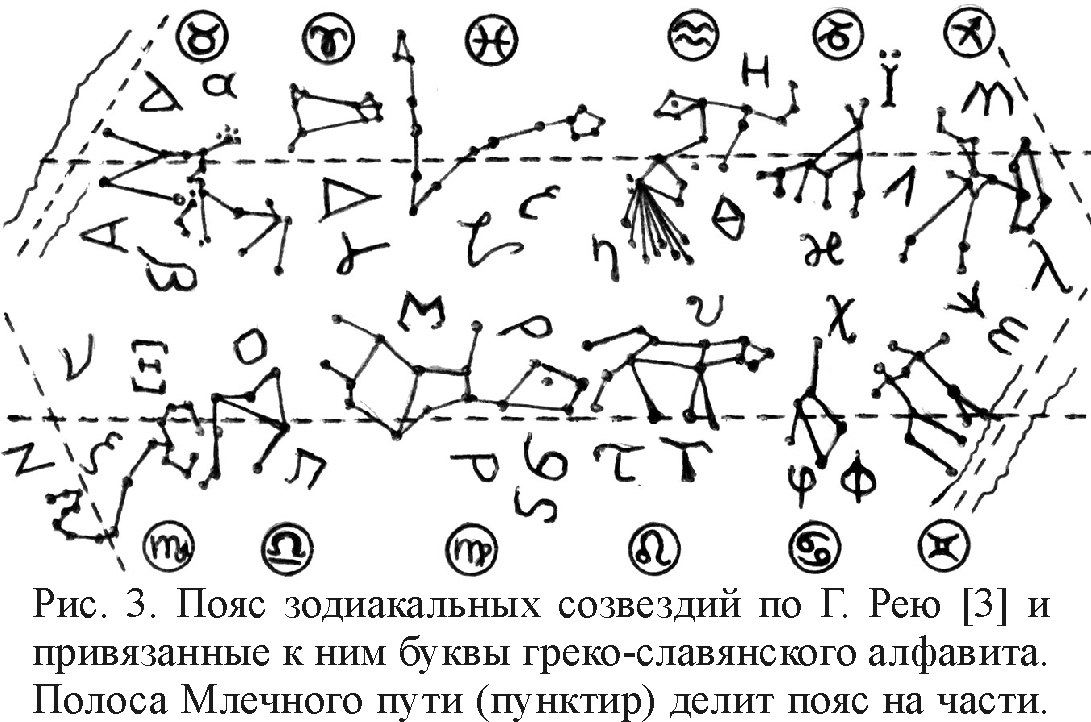 ♉ ♈ ♓ ♒ ♑ ♐
α Η Ï m
ε θ Λ
γ η ϰ λ
υ χ
ν Ξ Ο
N ξ π τ Τ φ Φ
♏ ♎ ♍ ♌ ♋ ♊
Рис. 3. Пояс зодиакальных созвездий по Г. Рею [3] и
привязанные к ним буквы греко-славянского алфавита.
Полоса Млечного пути (пунктир) делит пояс на части.